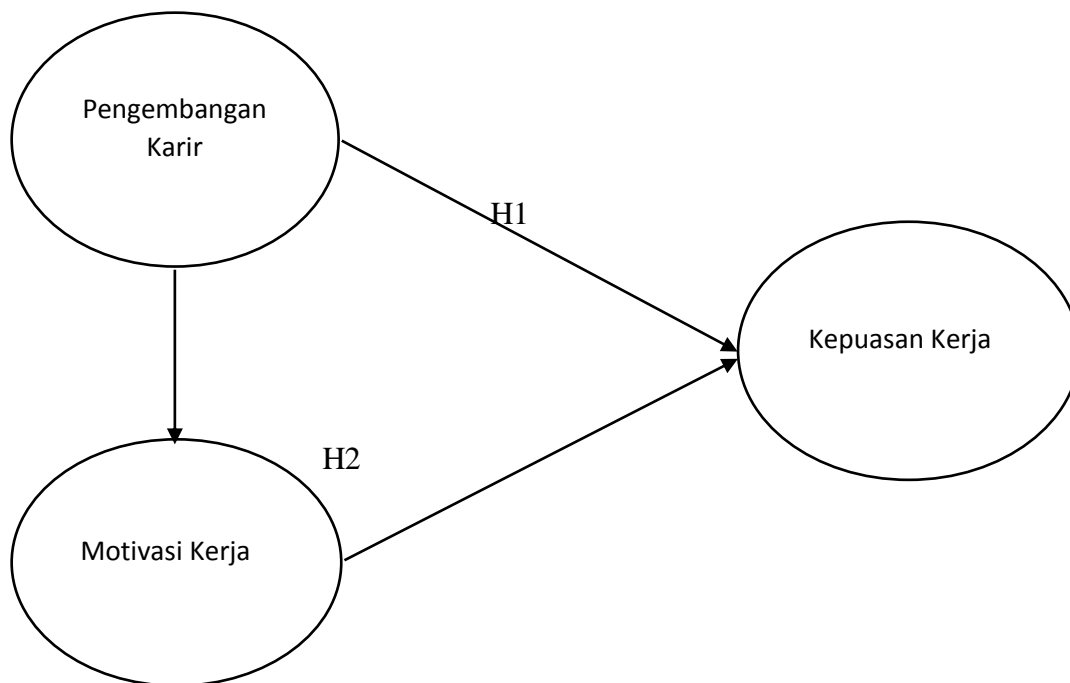 Pengembangan
Karir
H1
Kepuasan Kerja
H2
Motivasi Kerja